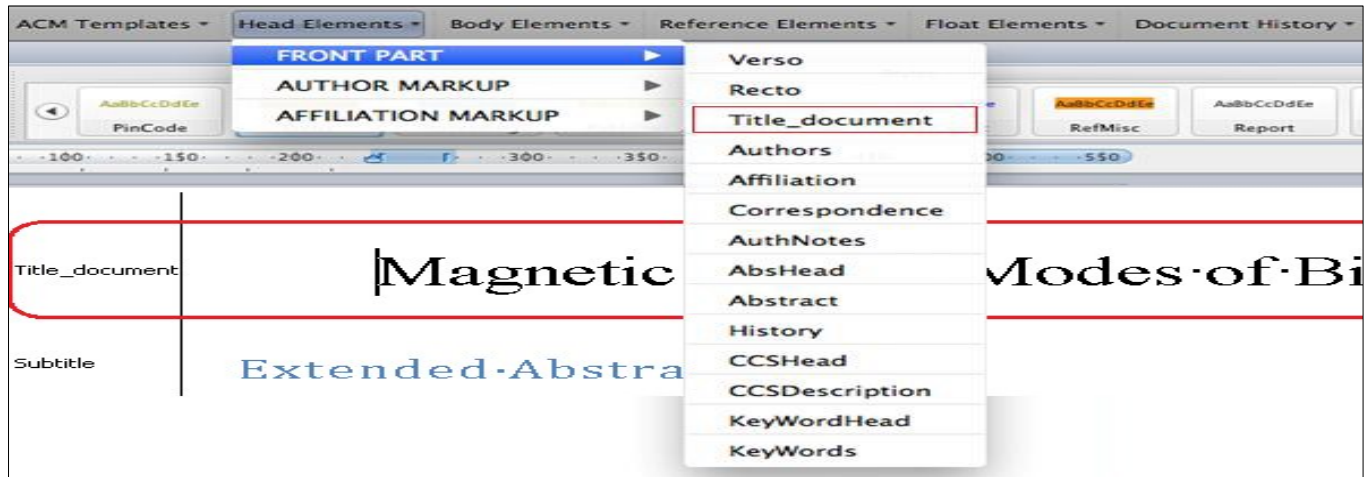 ACM Templates Head Elements Body Elements Reference Elements Float Elements Document History
FRONT PART
AUTHOR MARKUP
AFFILIATION MARKUP
Verso
Recto
Title_document
Authors
Affiliation
Correspondence
AuthNotes
AbsHead
Abstract
History
CCSHead
CCSDescription
KeyWordHead
KeyWords
AaBbCcDdEe AaBbCcDdEe AaBbCcDdEe
PinCode RefMisc Report
100 150 200 300 350 550
Title_document Magnetic Modes·of·Bi
Subtitle Extended·Abstra